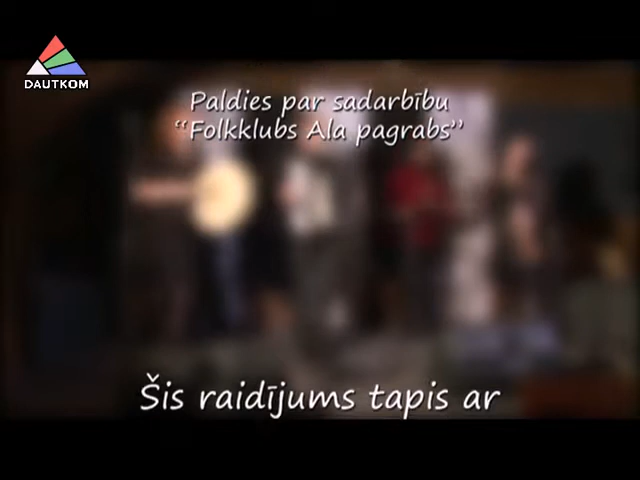 DAUTKOM
Paldies par sadarbību
“Folkklubs Ala pagrabs”
Šis raidījums tapis ar